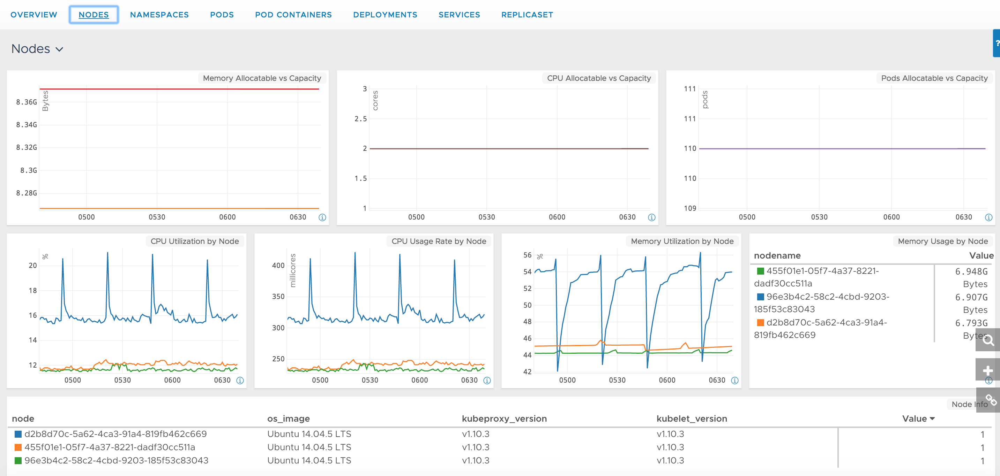 OVERVIEW NODES NAMESPACES PODS POD CONTAINERS DEPLOYMENTS SERVICES REPLICASET
?
Nodes
Memory Allocatable vs Capacity
Bytes
8.36G
8.34G
8.32G
8.3G
8.28G
0500 0530 0600 0630
CPU Allocatable vs Capacity
cores
3
2.5
2
1.5
1
0500 0530 0600 0630
Pods Allocatable vs Capacity
pods
111
111
110
110
109
0500 0530 0600 0630
CPU Utilization by Node
%
20
18
16
14
12
0500 0530 0600 0630
CPU Usage Rate by Node
millicores
400
350
300
250
0500 0530 0600 0630
Memory Utilization by Node
%
56
54
52
50
48
46
44
42
0500 0530 0600 0630
Memory Usage by Node
nodename Value
455f01e1-05f7-4a37-8221- 6.948G
dadf30cc511a Bytes
96e3b4c2-58c2-4cbd-9203- 6.907G
185f53c83043 Bytes
d2b8d70c-5a62-4ca3-91a4- 6.793G
819fb462c669 Bytes
Node Info
node os_image kubeproxy_version kubelet_version Value
d2b8d70c-5a62-4ca3-91a4-819fb462c669 Ubuntu 14.04.5 LTS v1.10.3 v1.10.3 1
455f01e1-05f7-4a37-8221-dadf30cc511a Ubuntu 14.04.5 LTS v1.10.3 v1.10.3 1
96e3b4c2-58c2-4cbd-9203-185f53c83043 Ubuntu 14.04.5 LTS v1.10.3 v1.10.3 1